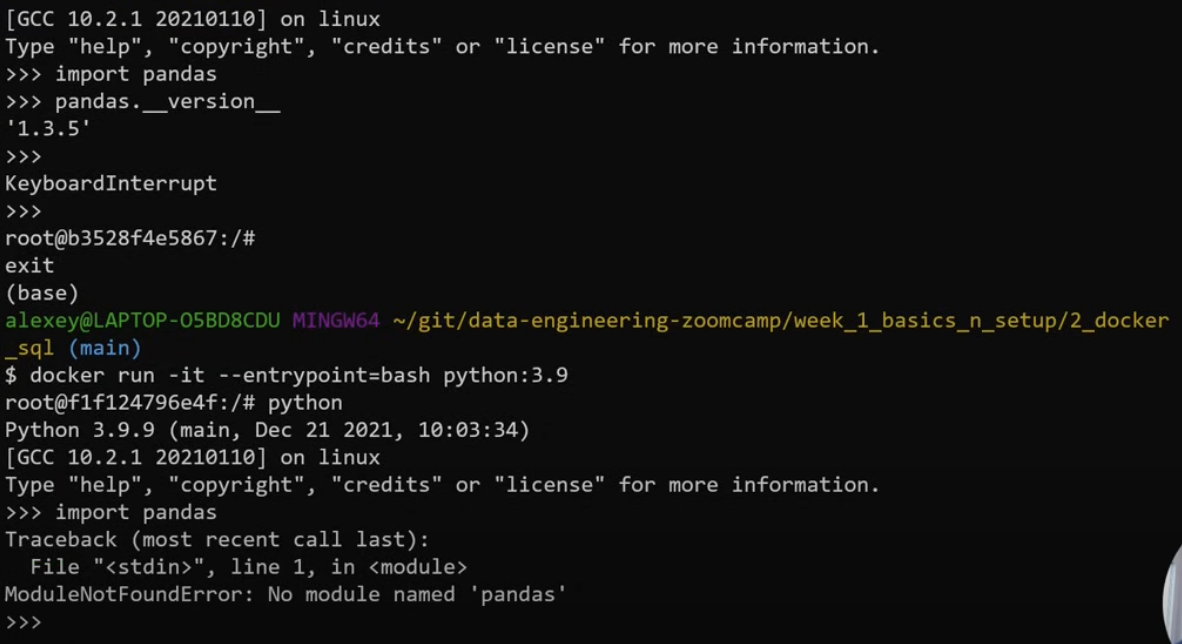 [GCC 10.2.1 20210110] on linux
Type "help", "copyright", "credits" or "license" for more information.
>>> import pandas
>>> pandas.__version__
'1.3.5'
>>>
KeyboardInterrupt
>>>
root@b3528f4e5867:/#
exit
(base)
alexey@LAPTOP-O5BD8CDU MINGW64 ~/git/data-engineering-zoomcamp/week_1_basics_n_setup/2_docker
_sql (main)
$ docker run -it --entrypoint=bash python:3.9
root@f1f124796e4f:/# python
Python 3.9.9 (main, Dec 21 2021, 10:03:34)
[GCC 10.2.1 20210110] on linux
Type "help", "copyright", "credits" or "license" for more information.
>>> import pandas
Traceback (most recent call last):
  File "<stdin>", line 1, in <module>
ModuleNotFoundError: No module named 'pandas'
>>>